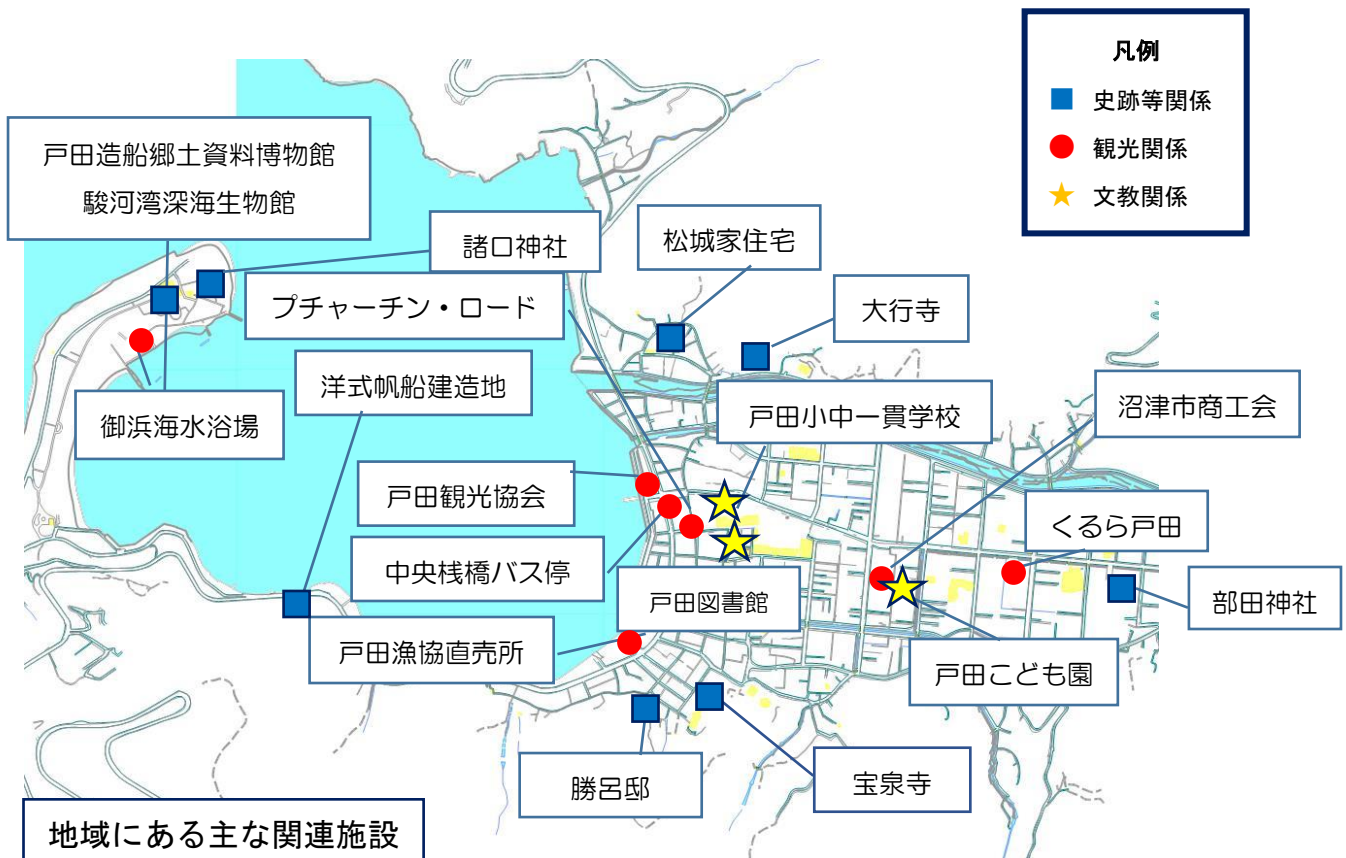 凡例
史跡等関係
観光関係
文教関係
戸田造船郷土資料博物館
駿河湾深海生物館
諸口神社
松城家住宅
プチャーチン・ロード
大行寺
洋式帆船建造地
御浜海水浴場
戸田小中一貫学校
沼津市商工会
戸田観光協会
くるら戸田
中央桟橋バス停
戸田図書館
部田神社
戸田漁協直売所
戸田こども園
勝呂邸
宝泉寺
地域にある主な関連施設